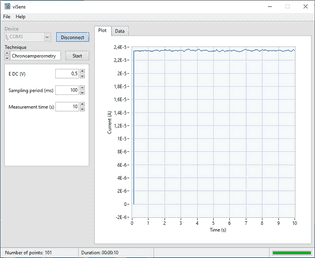 viSens
File Help
Device
COM3
Disconnect
Technique
Chronoamperometry
Start
E DC (V)
0,5
Sampling period (ms)
100
Measurement time (s)
10
Plot Data
2,4E-5
2,2E-5
2E-5
1,8E-5
1,6E-5
1,4E-5
1,2E-5
1E-5
8E-6
6E-6
4E-6
2E-6
0
-2E-6
Current (A)
0 1 2 3 4 5 6 7 8 9 10
Time (s)
Number of points: 101
Duration: 00:00:10